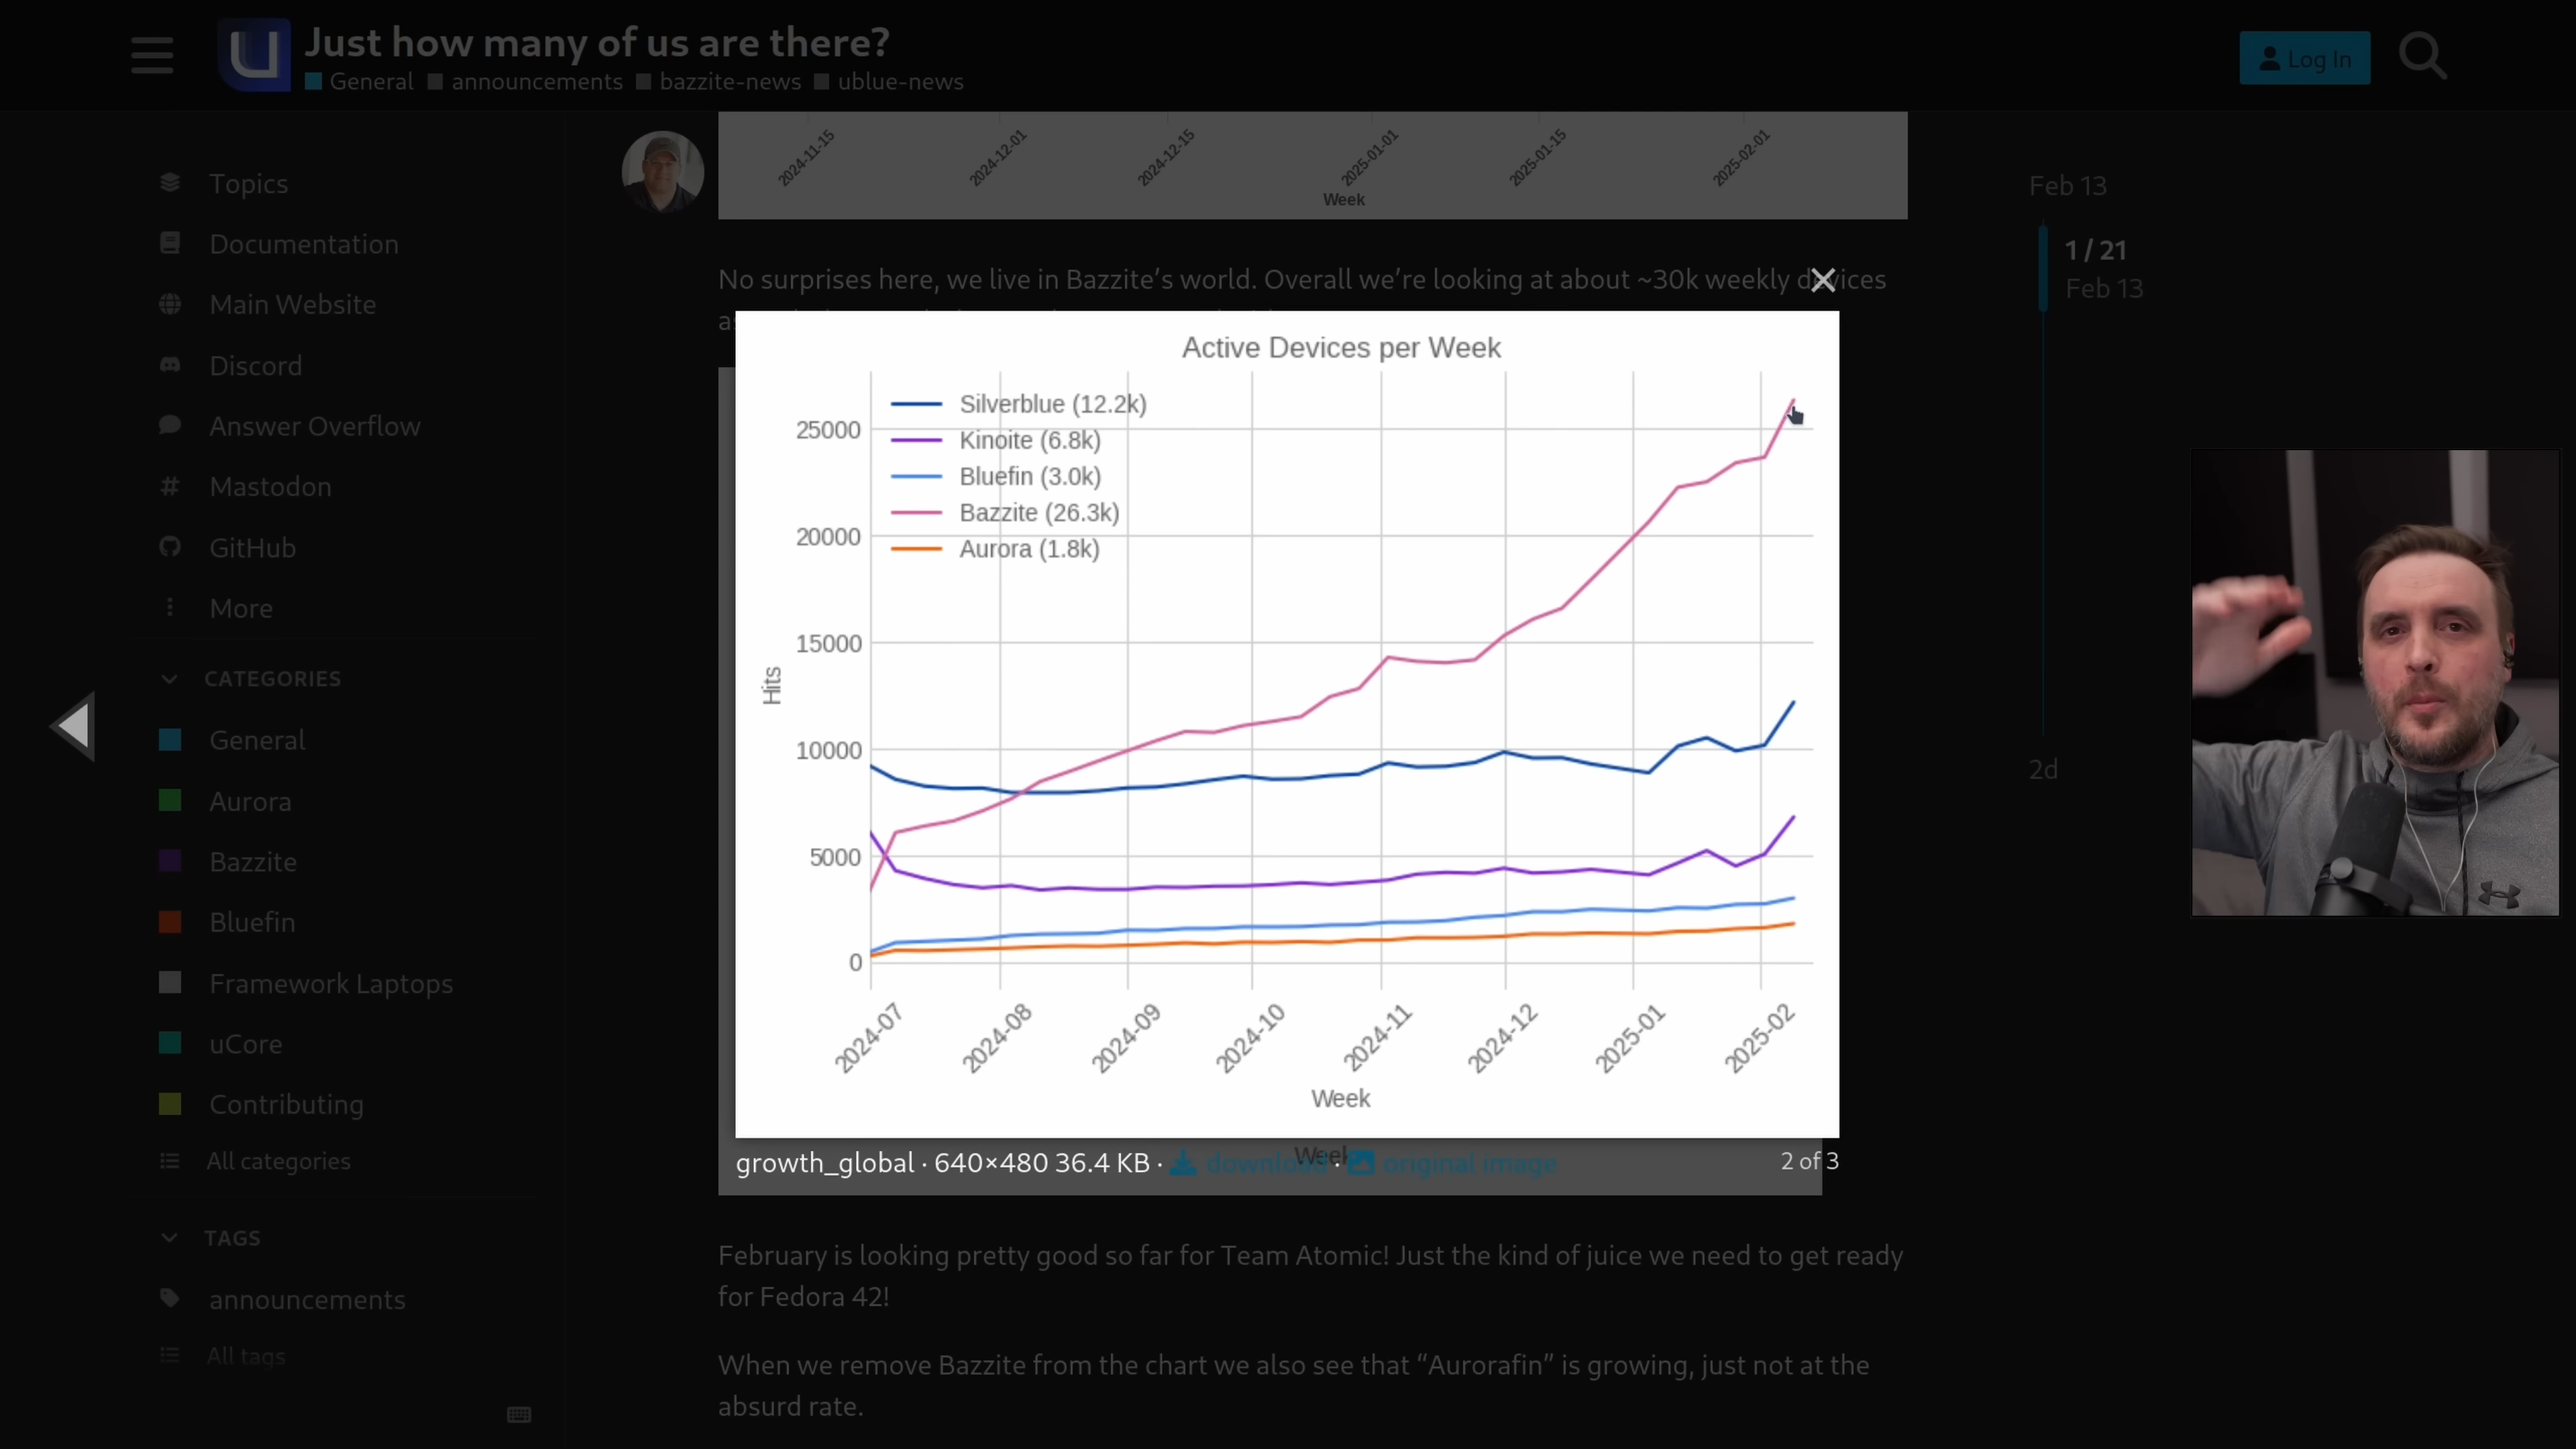 Just how many of us are there?
General announcements bazzite-news ublue-news
Log In
Topics
Documentation
Main Website
Discord
Answer Overflow
Mastodon
GitHub
More
CATEGORIES
General
Aurora
Bazzite
Bluefin
Framework Laptops
uCore
Contributing
All categories
TAGS
announcements
All tags
2024-11-15 2024-12-01 2024-12-15 2025-01-01 2025-01-15 2025-02-01
Week
No surprises here, we live in Bazzite’s world. Overall we’re looking at about ~30k weekly devices
Active Devices per Week
Silverblue (12.2k)
Kinoite (6.8k)
Bluefin (3.0k)
Bazzite (26.3k)
Aurora (1.8k)
25000
20000
15000
10000
5000
0
Hits
2024-07 2024-08 2024-09 2024-10 2024-11 2024-12 2025-01 2025-02
Week
Week
growth_global · 640×480 36.4 KB · download · original image
2 of 3
February is looking pretty good so far for Team Atomic! Just the kind of juice we need to get ready
for Fedora 42!
When we remove Bazzite from the chart we also see that “Aurorafin” is growing, just not at the
absurd rate.
Feb 13
1 / 21
Feb 13
2d